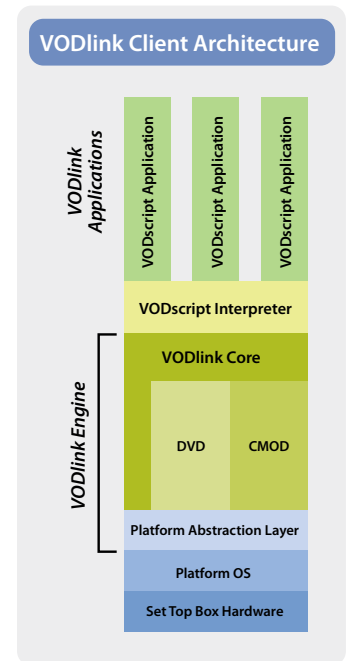 VODlink Client Architecture
VODlink
Applications
VODscript Application
VODscript Application
VODscript Application
VODscript Interpreter
VODlink Engine
VODlink Core
DVD
CMOD
Platform Abstraction Layer
Platform OS
Set Top Box Hardware